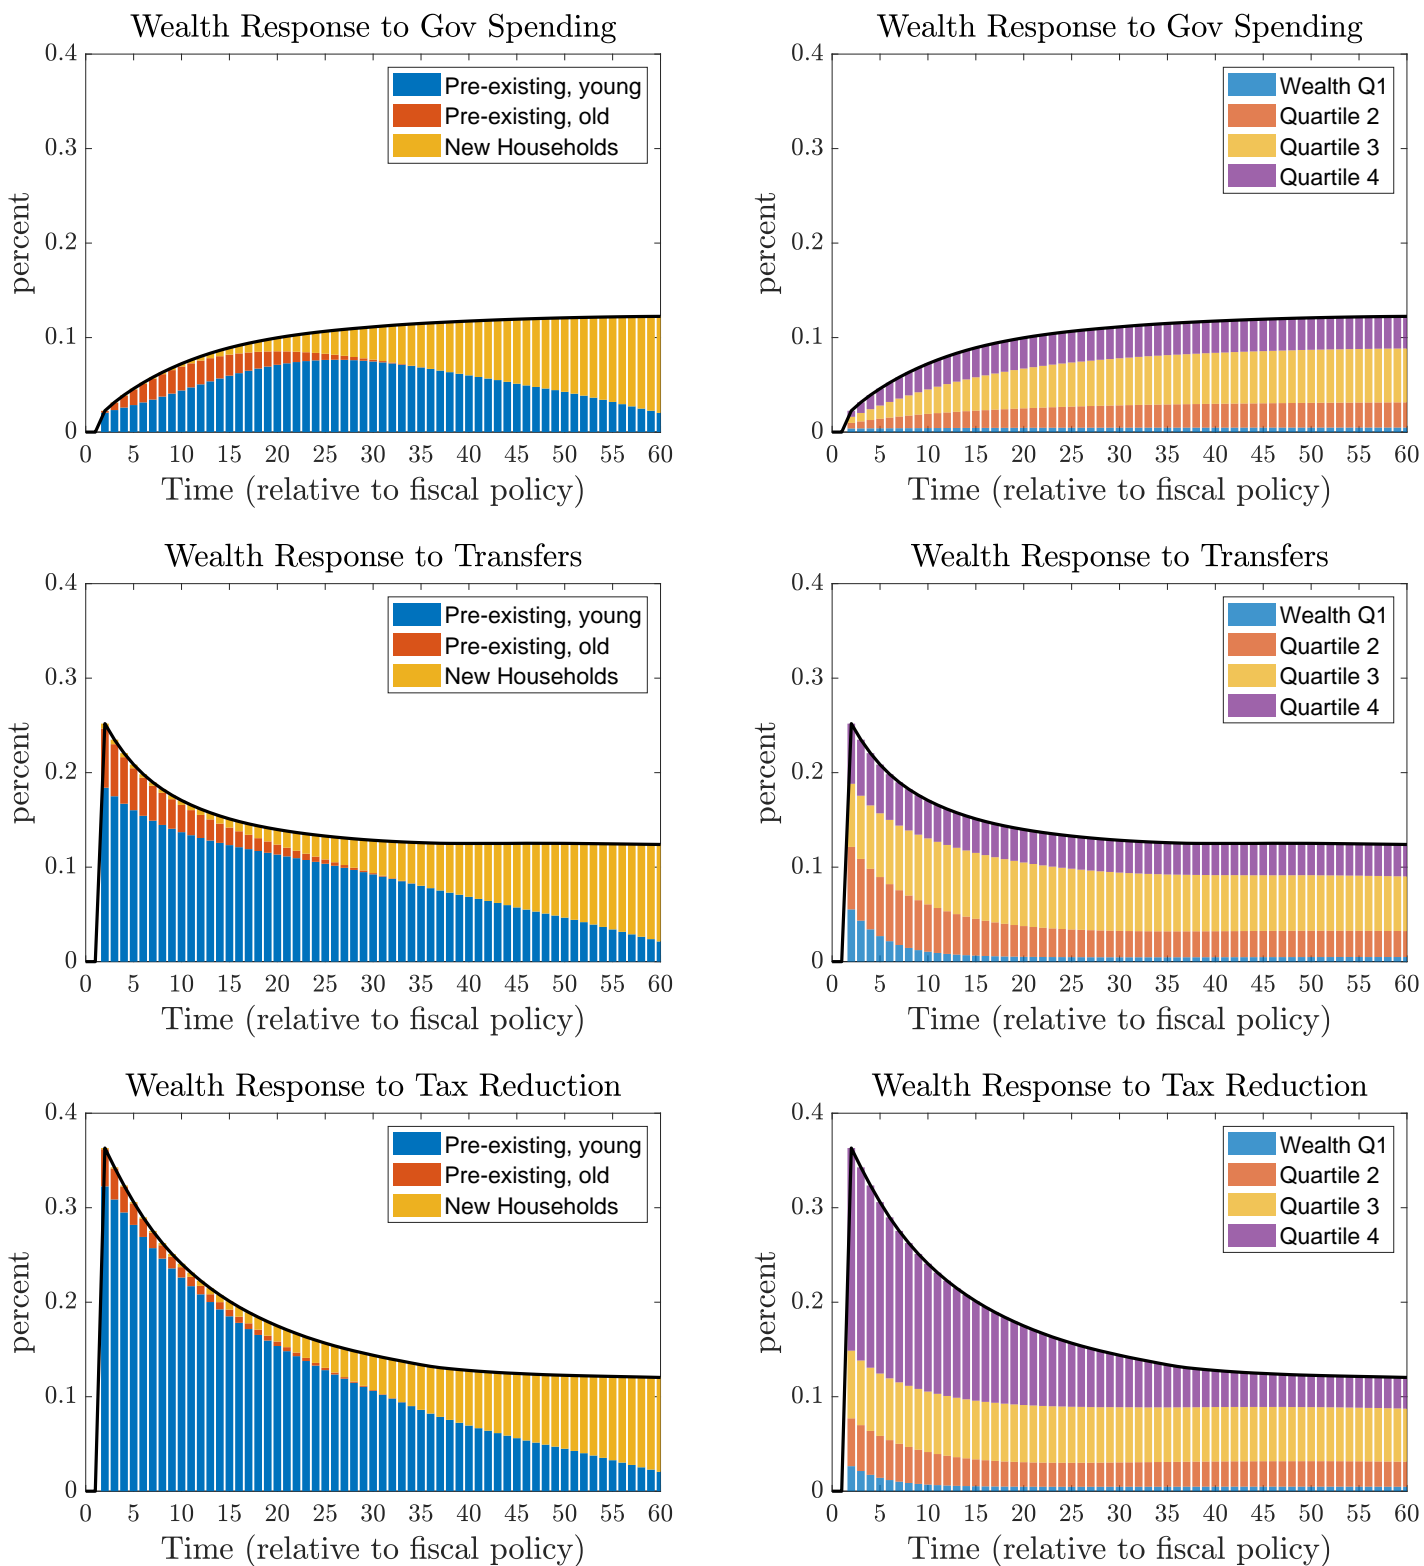 Wealth Response to Gov Spending
0.4
0.3
0.2
0.1
0
percent
Pre-existing, young
Pre-existing, old
New Households
0 5 10 15 20 25 30 35 40 45 50 55 60
Time (relative to fiscal policy)
Wealth Response to Gov Spending
0.4
0.3
0.2
0.1
0
percent
Wealth Q1
Quartile 2
Quartile 3
Quartile 4
0 5 10 15 20 25 30 35 40 45 50 55 60
Time (relative to fiscal policy)
Wealth Response to Transfers
0.4
0.3
0.2
0.1
0
percent
Pre-existing, young
Pre-existing, old
New Households
0 5 10 15 20 25 30 35 40 45 50 55 60
Time (relative to fiscal policy)
Wealth Response to Transfers
0.4
0.3
0.2
0.1
0
percent
Wealth Q1
Quartile 2
Quartile 3
Quartile 4
0 5 10 15 20 25 30 35 40 45 50 55 60
Time (relative to fiscal policy)
Wealth Response to Tax Reduction
0.4
0.3
0.2
0.1
0
percent
Pre-existing, young
Pre-existing, old
New Households
0 5 10 15 20 25 30 35 40 45 50 55 60
Time (relative to fiscal policy)
Wealth Response to Tax Reduction
0.4
0.3
0.2
0.1
0
percent
Wealth Q1
Quartile 2
Quartile 3
Quartile 4
0 5 10 15 20 25 30 35 40 45 50 55 60
Time (relative to fiscal policy)